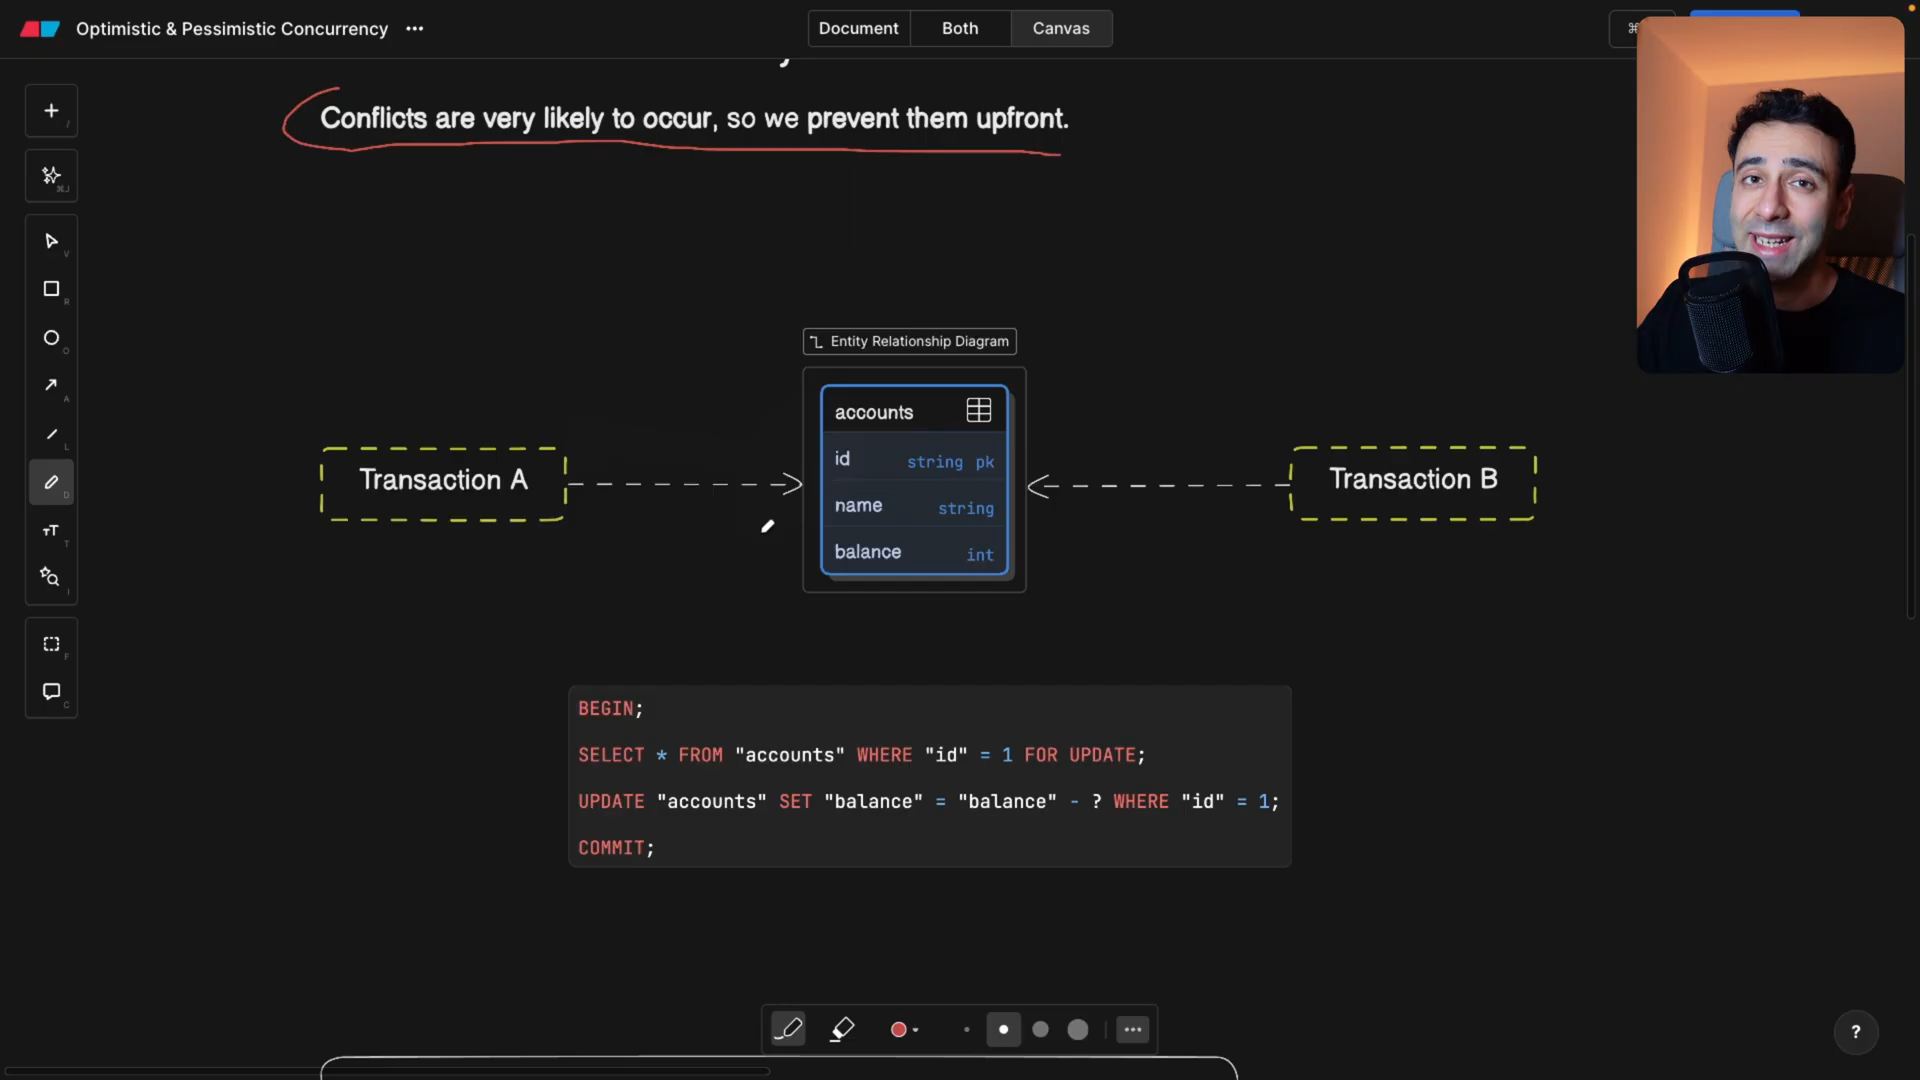 Optimistic & Pessimistic Concurrency ...
Document Both Canvas
Conflicts are very likely to occur, so we prevent them upfront.
Entity Relationship Diagram
accounts
id string pk
name string
balance int
Transaction A
Transaction B
BEGIN;
SELECT * FROM "accounts" WHERE "id" = 1 FOR UPDATE;
UPDATE "accounts" SET "balance" = "balance" - ? WHERE "id" = 1;
COMMIT;
?